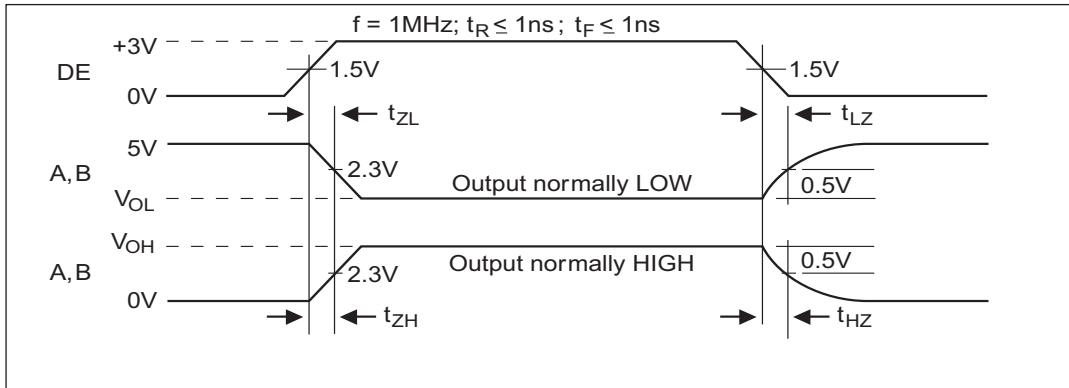 f = 1MHz; tR ≤ 1ns ; tF ≤ 1ns
+3V
DE
1.5V
1.5V
0V
tZL
tLZ
5V
A,B
2.3V
Output normally LOW
0.5V
VOL
VOH
A,B
2.3V
Output normally HIGH
0.5V
0V
tZH
tHZ